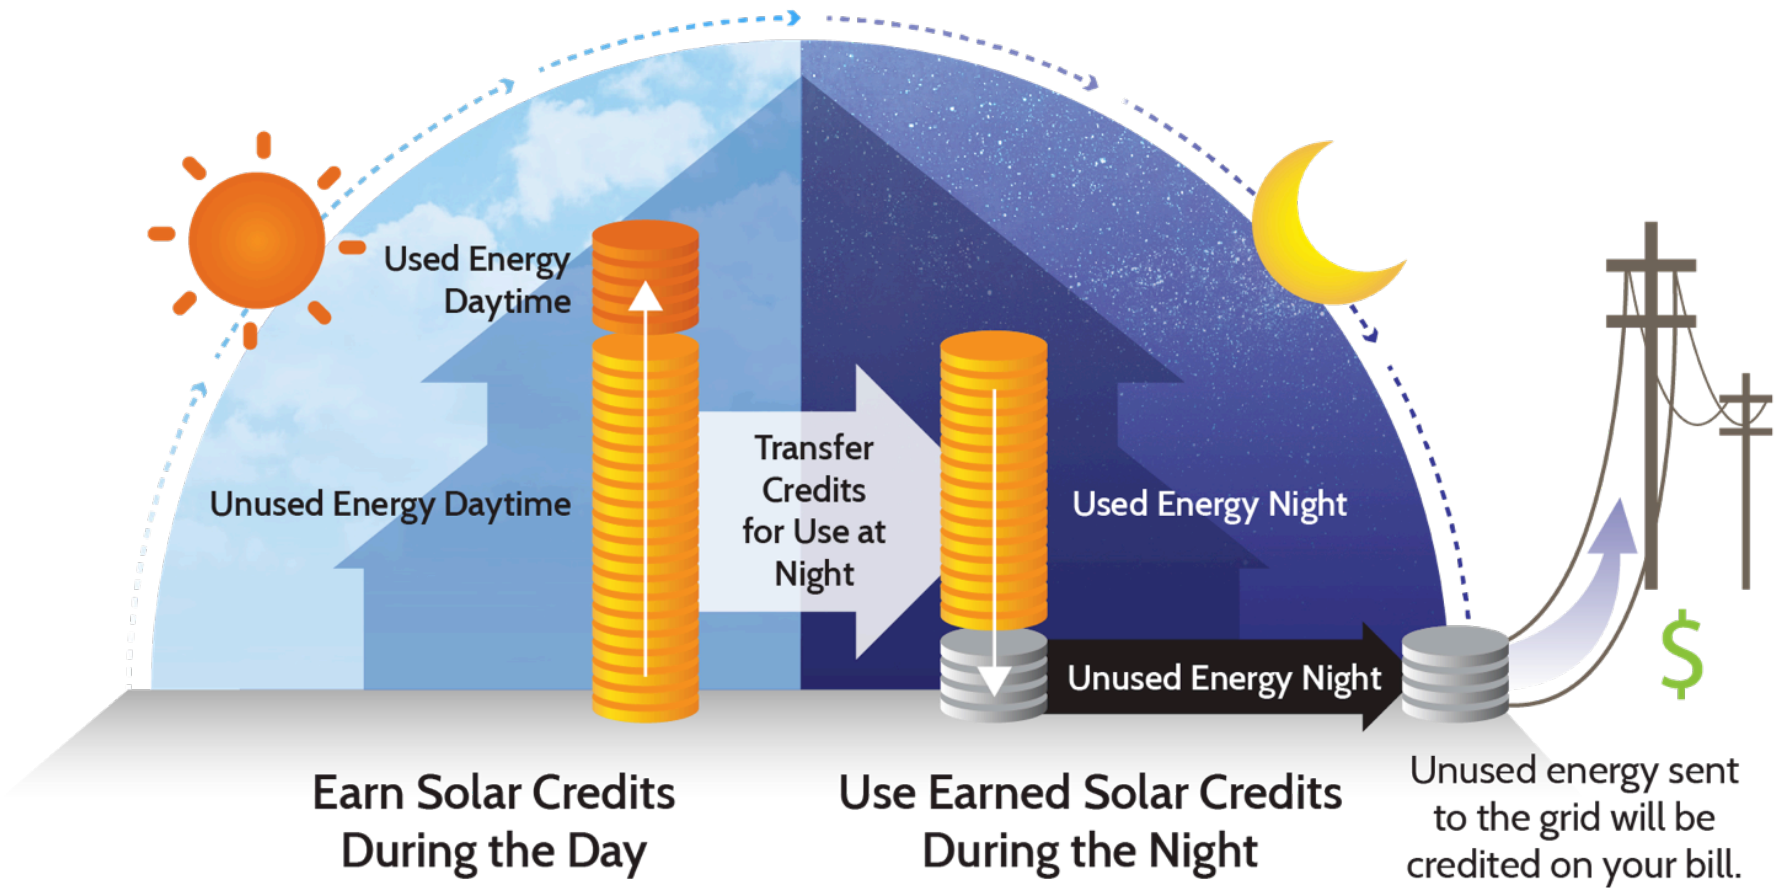 Used Energy
Daytime
Unused Energy Daytime
Transfer
Credits
for Use at
Night
Used Energy Night
Unused Energy Night
$
Earn Solar Credits
During the Day
Use Earned Solar Credits
During the Night
Unused energy sent
to the grid will be
credited on your bill.